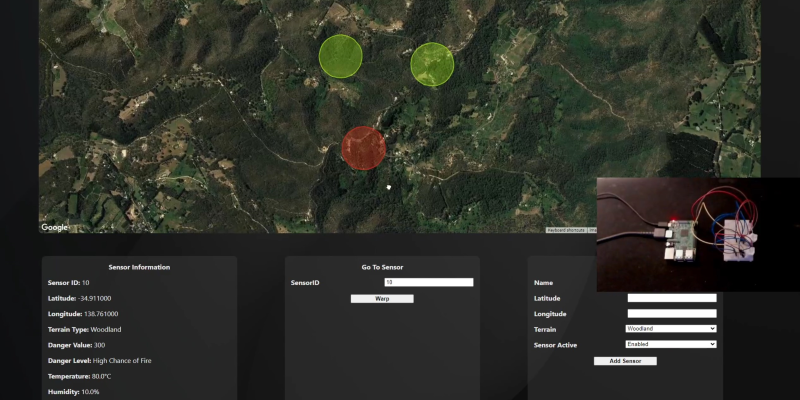 Google
Keyboard shortcuts
Sensor Information
Sensor ID: 10
Latitude: -34.911000
Longitude: 138.761000
Terrain Type: Woodland
Danger Value: 300
Danger Level: High Chance of Fire
Temperature: 80.0°C
Humidity: 10.0%
Go To Sensor
SensorID
10
Warp
Name
Latitude
Longitude
Terrain
Woodland
Sensor Active
Enabled
Add Sensor